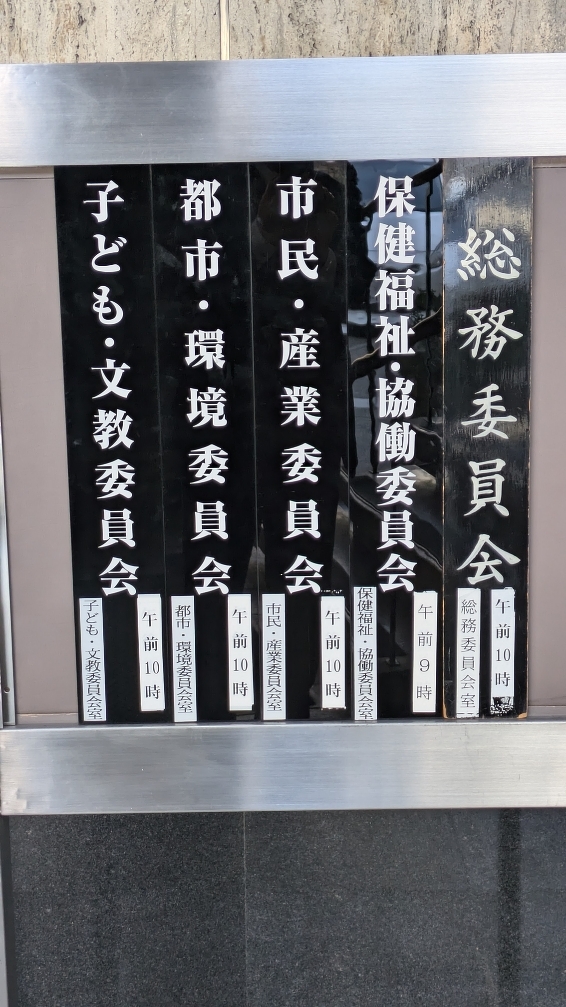 総務委員会
午前10時
総務委員会室
保健福祉・協働委員会
午前9時
保健福祉・協働委員会室
市民・産業委員会
午前10時
市民・産業委員会室
都市・環境委員会
午前10時
都市・環境委員会室
子ども・文教委員会
午前10時
子ども・文教委員会室